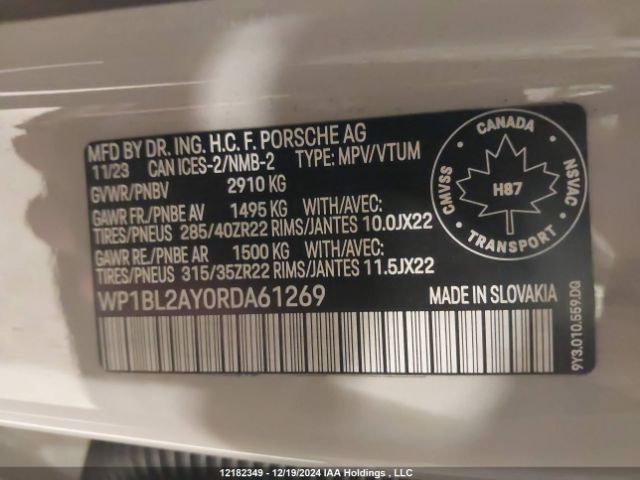 MFD BY DR. ING. H.C. F. PORSCHE AG
11/23 CAN ICES-2/NMB-2 TYPE: MPV/VTUM
GVWR/PNBV 2910 KG
GAWR FR./PNBE AV 1495 KG WITH/AVEC:
TIRES/PNEUS 285/40ZR22 RIMS/JANTES 10.0JX22
GAWR RE./PNBE AR 1500 KG WITH/AVEC:
TIRES/PNEUS 315/35ZR22 RIMS/JANTES 11.5JX22
WP1BL2AY0RDA61269 MADE IN SLOVAKIA
CANADA
CMVSS
NSVAC
H87
TRANSPORT
9Y3.010.559.DQ
12182349 - 12/19/2024 IAA Holdings , LLC